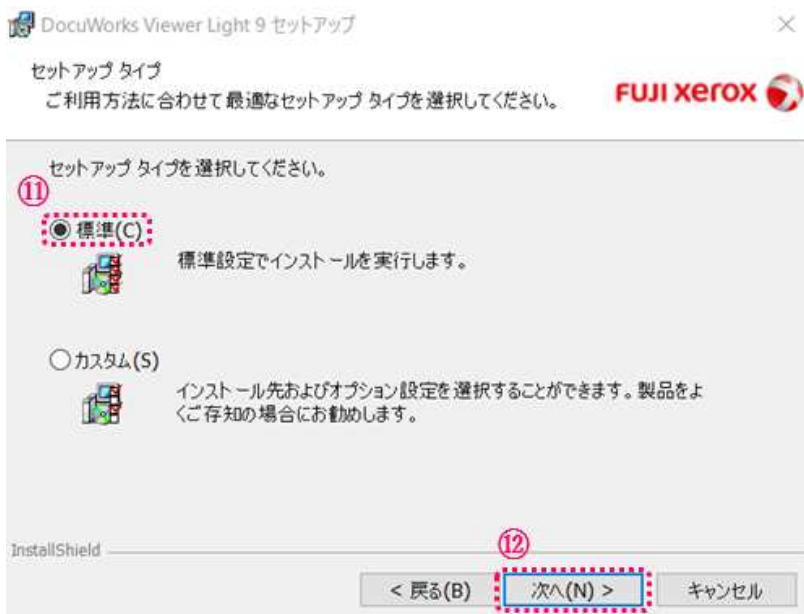 DocuWorks Viewer Light 9 セットアップ
セットアップ タイプ
ご利用方法に合わせて最適なセットアップ タイプを選択してください。
FUJI xerox
セットアップ タイプを選択してください。
⑪
標準(C)
標準設定でインストールを実行します。
カスタム(S)
インストール先およびオプション設定を選択することができます。製品をよ
くご存知の場合にお勧めします。
InstallShield
⑫
< 戻る(B)
次へ(N) >
キャンセル